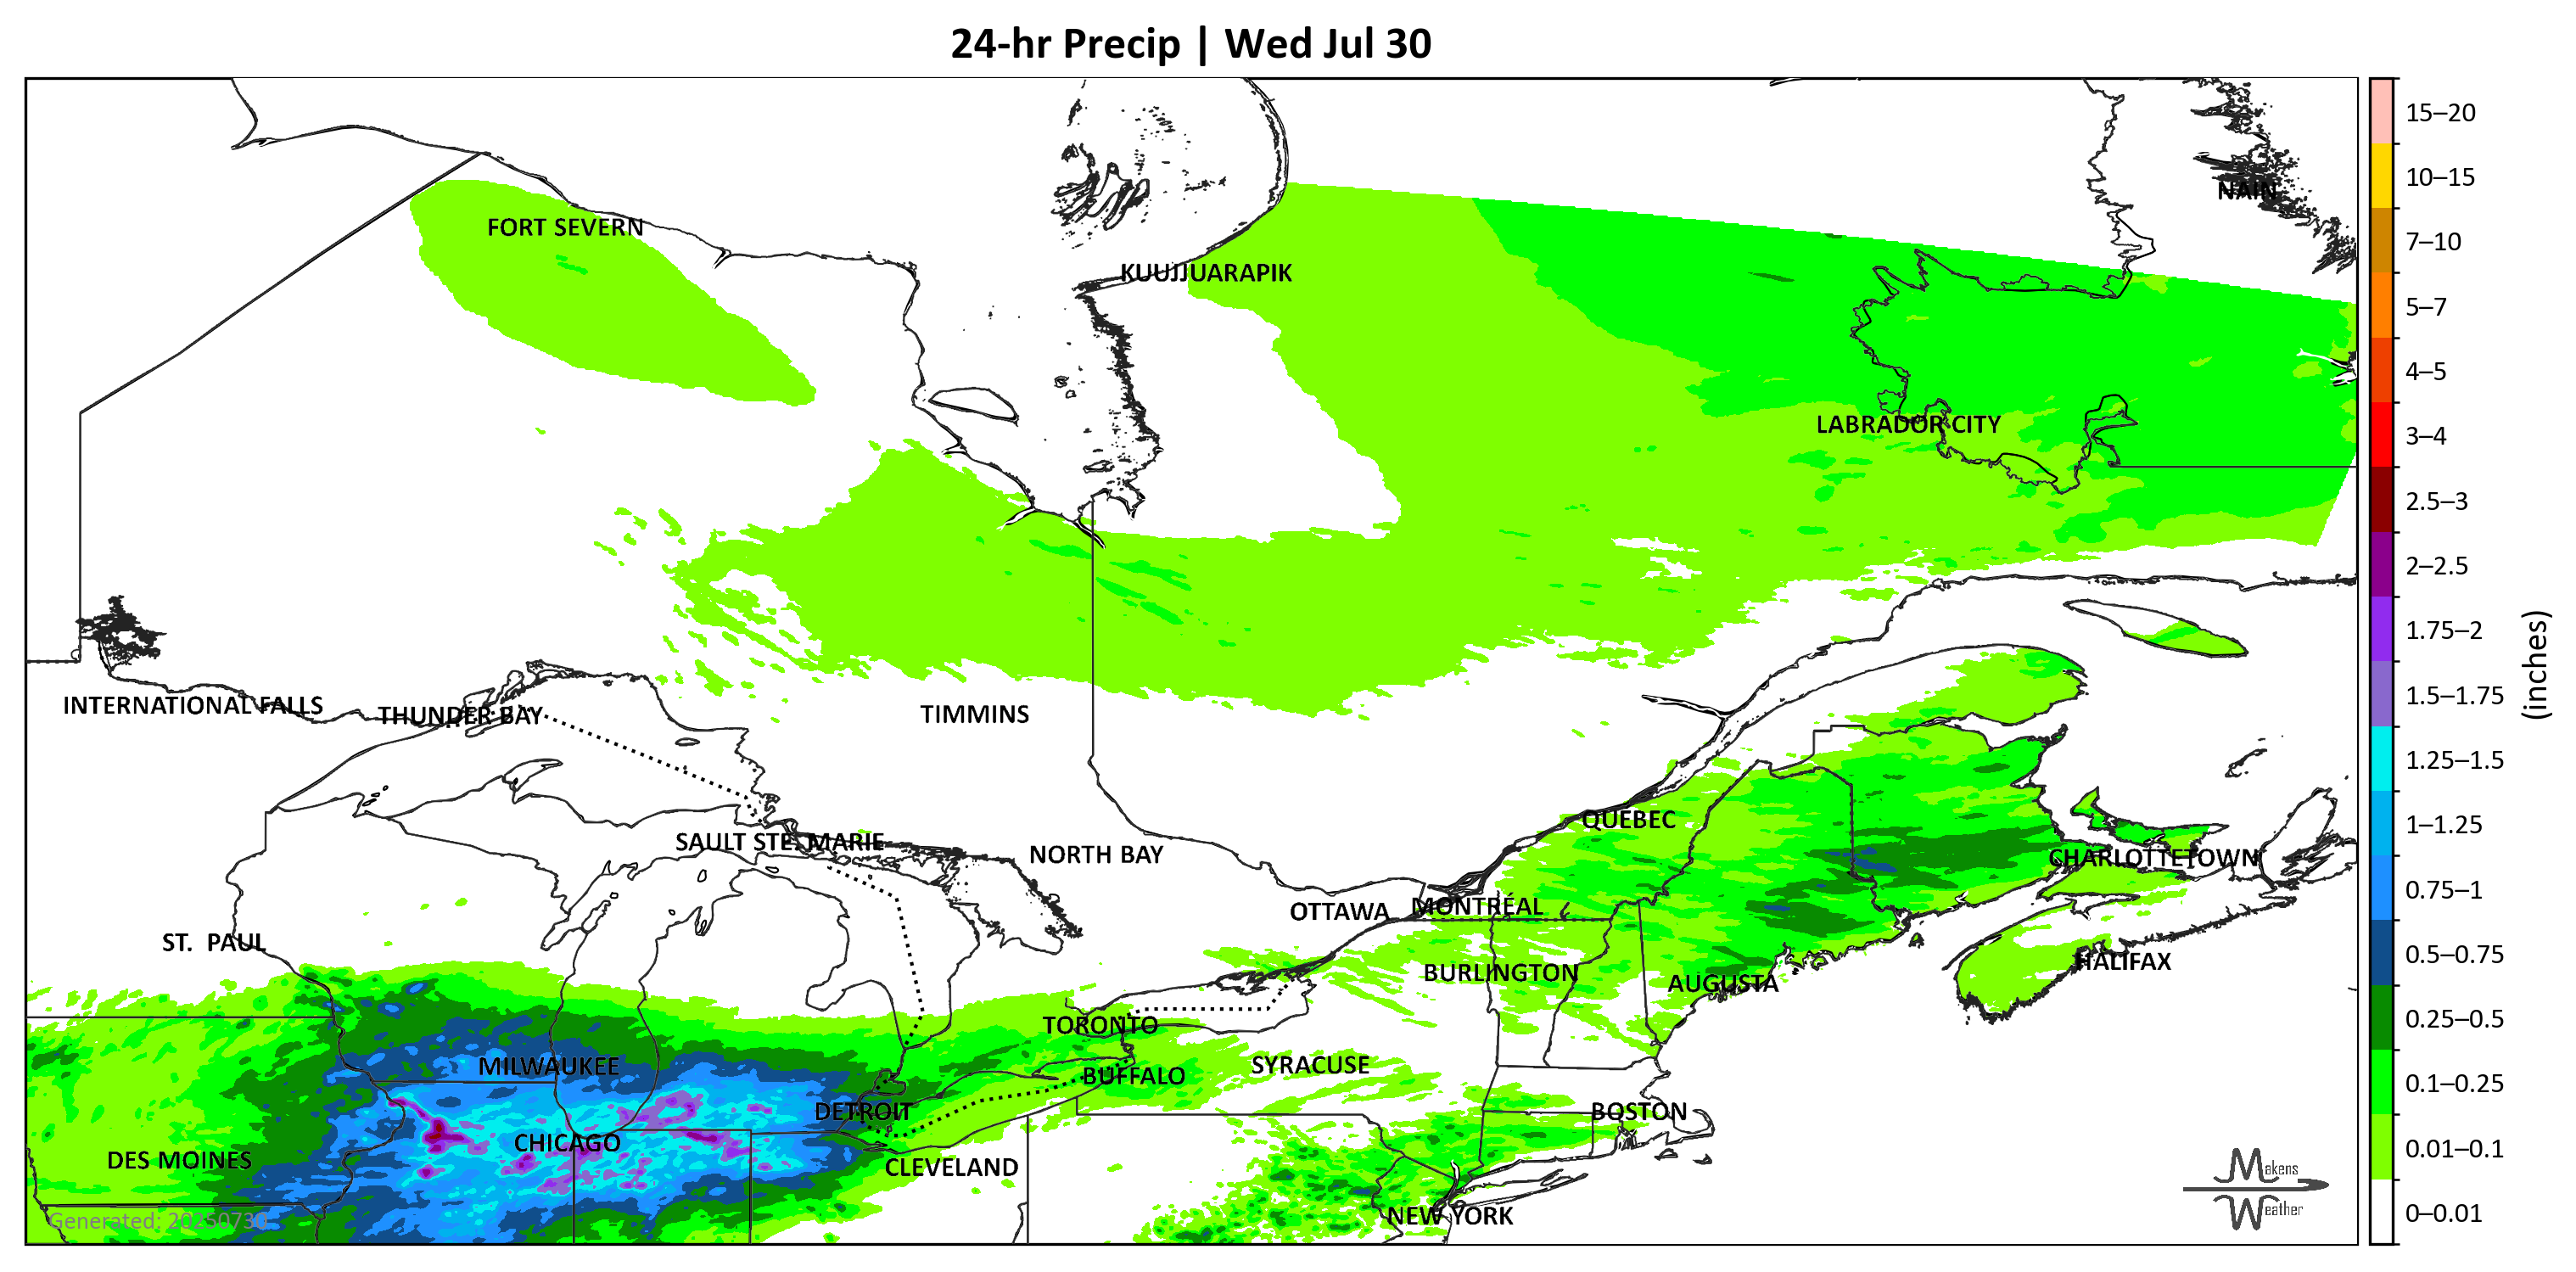 24-hr Precip | Wed Jul 30
NAIN
FORT SEVERN
KUUJJUARAPIK
LABRADOR CITY
INTERNATIONAL FALLS
THUNDER BAY
TIMMINS
QUEBEC
SAULT STE. MARIE
NORTH BAY
CHARLOTTETOWN
OTTAWA
MONTRÉAL
ST. PAUL
HALIFAX
BURLINGTON
AUGUSTA
TORONTO
MILWAUKEE
SYRACUSE
BUFFALO
DETROIT
BOSTON
CHICAGO
DES MOINES
CLEVELAND
NEW YORK
Generated: 20250730
Makens
Weather
15–20
10–15
7–10
5–7
4–5
3–4
2.5–3
2–2.5
1.75–2
1.5–1.75
1.25–1.5
1–1.25
0.75–1
0.5–0.75
0.25–0.5
0.1–0.25
0.01–0.1
0–0.01
(inches)